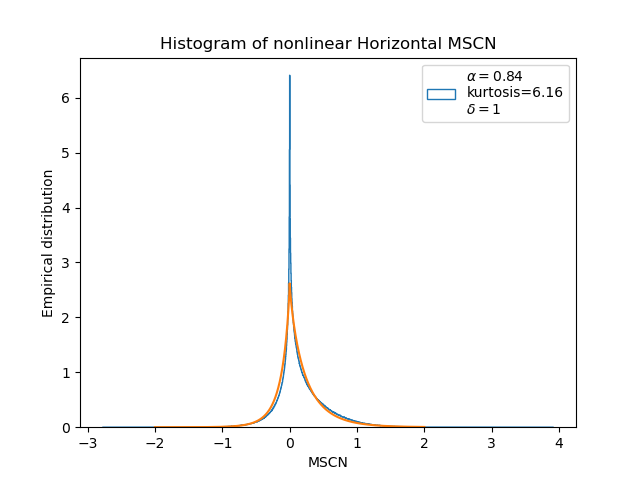 Histogram of nonlinear Horizontal MSCN
α = 0.84
kurtosis=6.16
δ = 1
Empirical distribution
6
5
4
3
2
1
0
−3 −2 −1 0 1 2 3 4
MSCN